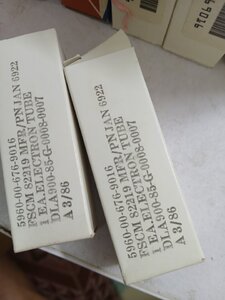 5960-00-676-9016
FSCM 82219 MFR/PN JAN 6922
1 EA. ELECTRON TUBE
DLA900-85-G-0008-0007
A 3/86
5960-00-676-9016
FSCM 82219 MFR/PN JAN 6922
1 EA. ELECTRON TUBE
DLA900-85-G-0008-0007
A 3/86